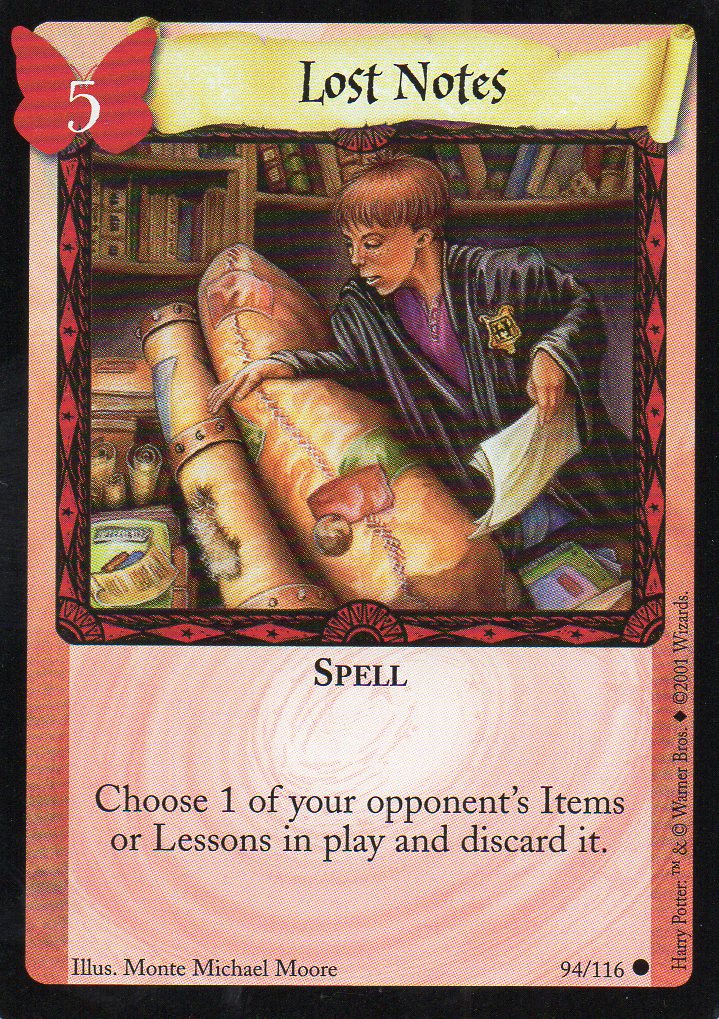 5
Lost Notes
H
SPELL
Choose 1 of your opponent's Items
or Lessons in play and discard it.
Illus. Monte Michael Moore
94/116 ●
Harry Potter: ™ & © Warner Bros. ◆ ©2001 Wizards.